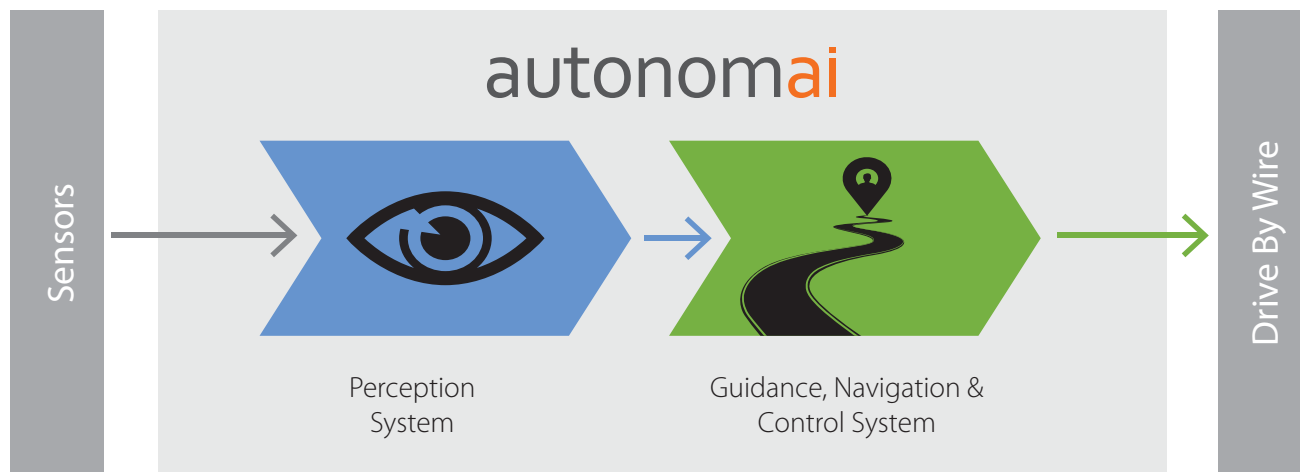 autonomai
Sensors
Perception
System
Guidance, Navigation &
Control System
Drive By Wire